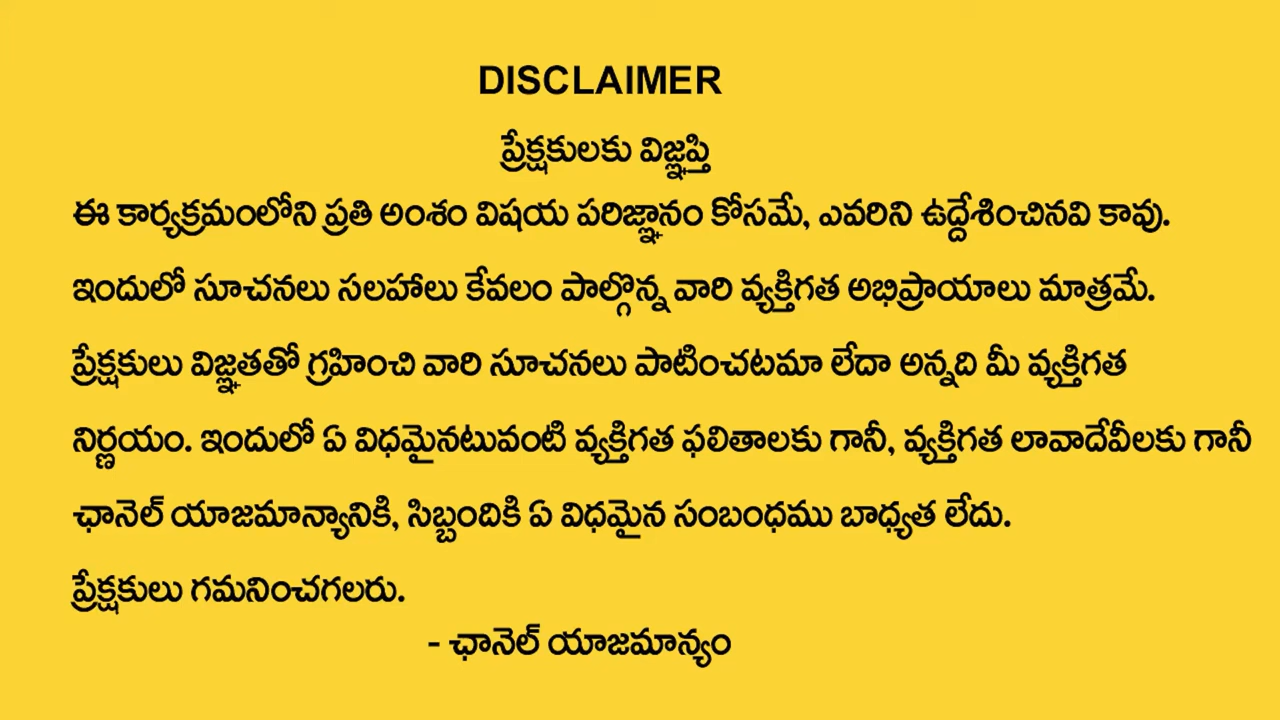 DISCLAIMER
ప్రేక్షకులకు విజ్ఞప్తి
ఈ కార్యక్రమంలోని ప్రతి అంశం విషయ పరిజ్ఞానం కోసమే, ఎవరిని ఉద్దేశించినవి కావు.
ఇందులో సూచనలు సలహాలు కేవలం పాల్గొన్న వారి వ్యక్తిగత అభిప్రాయాలు మాత్రమే.
ప్రేక్షకులు విజ్ఞతతో గ్రహించి వారి సూచనలు పాటించటమా లేదా అన్నది మీ వ్యక్తిగత
నిర్ణయం. ఇందులో ఏ విధమైనటువంటి వ్యక్తిగత ఫలితాలకు గానీ, వ్యక్తిగత లావాదేవీలకు గానీ
ఛానెల్ యాజమాన్యానికి, సిబ్బందికి ఏ విధమైన సంబంధము బాధ్యత లేదు.
ప్రేక్షకులు గమనించగలరు.
- ఛానెల్ యాజమాన్యం